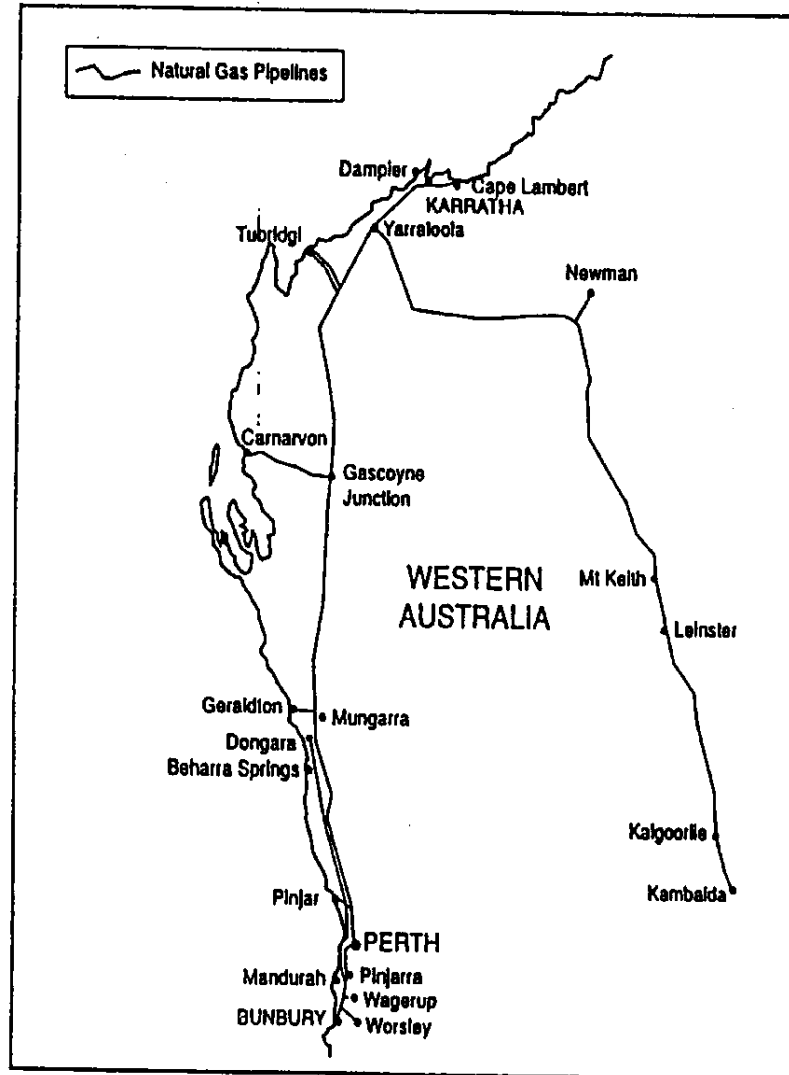 Natural Gas Pipelines
Dampier
Cape Lambert
KARRATHA
Yarraloola
Tubridgi
Newman
Carnarvon
Gascoyne
Junction
WESTERN
AUSTRALIA
Mt Keith
Leinster
Geraldton
Mungarra
Dongara
Beharra Springs
Kalgoorlie
Kambalda
Pinjar
PERTH
Mandurah
Pinjarra
Wagerup
BUNBURY
Worsley